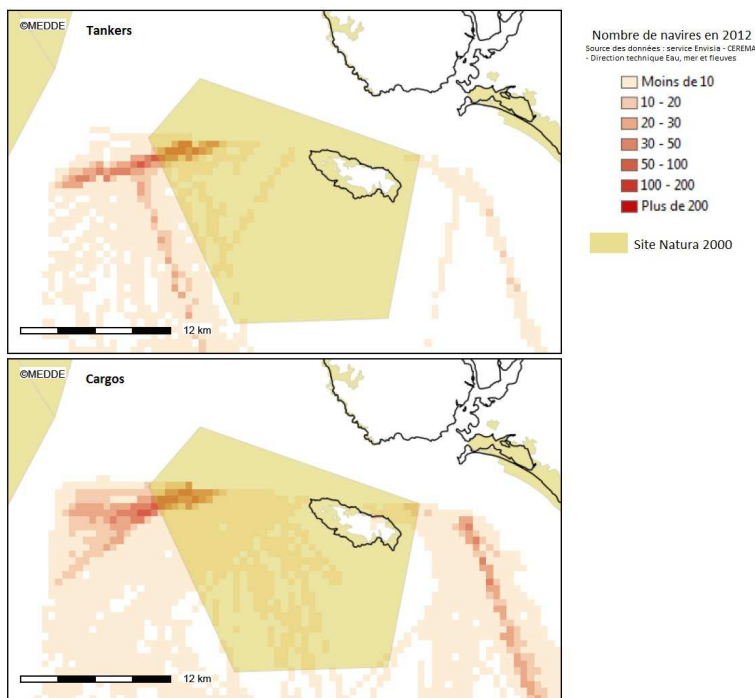 ©MEDDE
Tankers
12 km
©MEDDE
Cargos
12 km
Nombre de navires en 2012
Source des données : service Envisia - CEREMA
- Direction technique Eau, mer et fleuves
Moins de 10
10 - 20
20 - 30
30 - 50
50 - 100
100 - 200
Plus de 200
Site Natura 2000